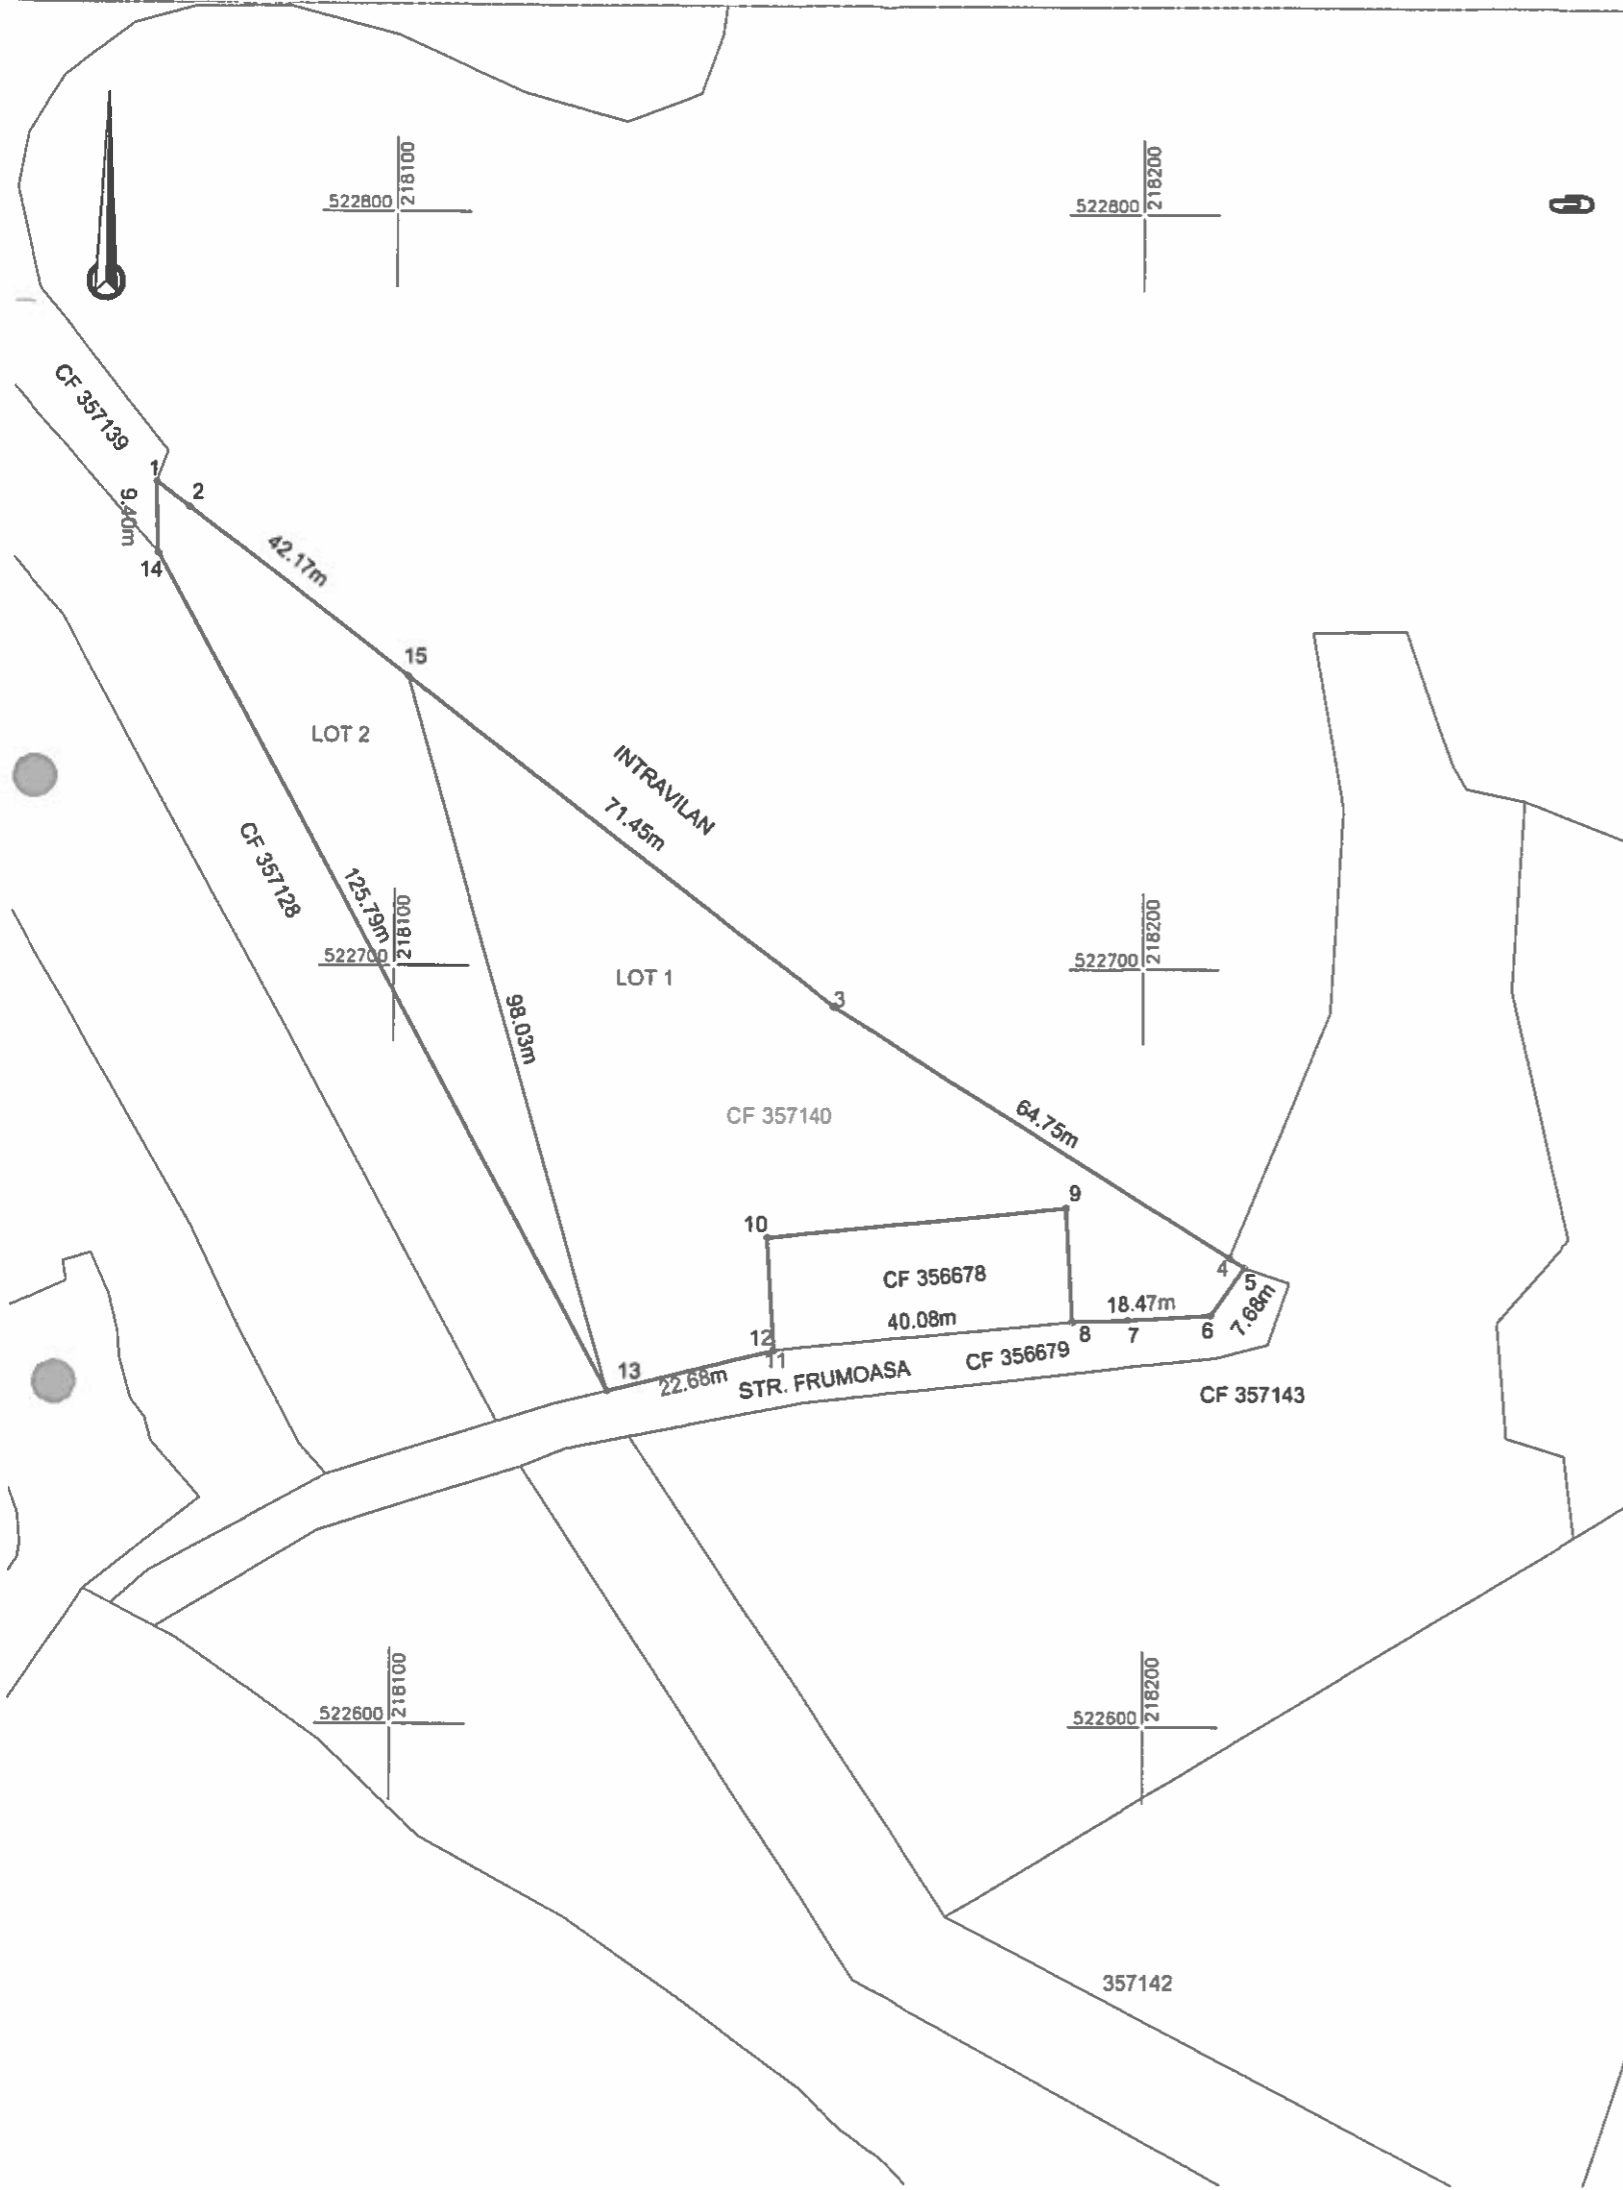 522800
218100
522800
218200
CF 357139
1
2
9.40m
14
42.17m
15
LOT 2
INTRAVILAN
71.45m
CF 357128
125.79m
522700
218100
522700
218200
LOT 1
3
98.03m
CF 357140
64.75m
9
10
CF 356678
4
5
18.47m
7.68m
40.08m
12
11
8
7
6
CF 356679
13
22.68m
STR. FRUMOASA
CF 357143
522600
218100
522600
218200
357142